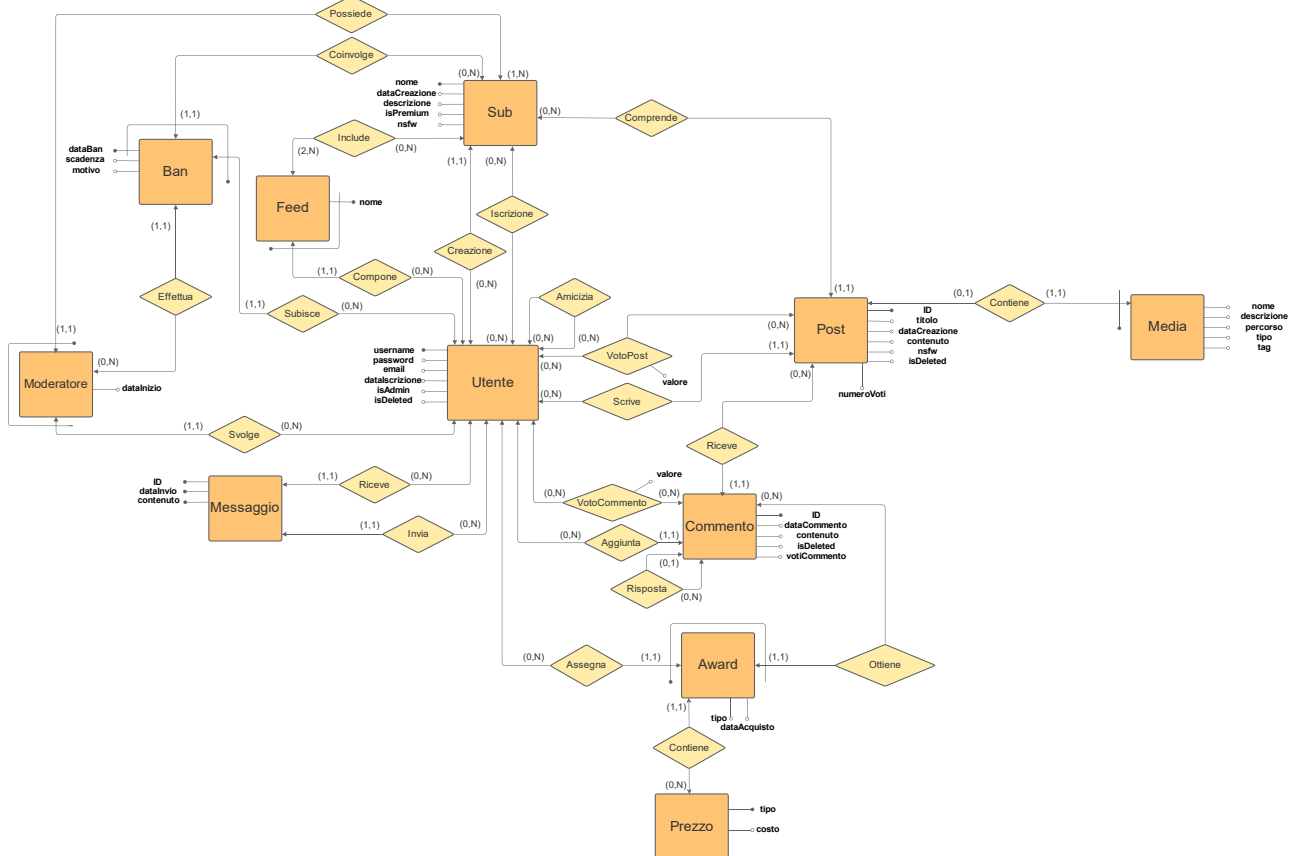 Possiede
Coinvolge
(0,N)
(1,N)
nome
dataCreazione
descrizione
isPremium
nsfw
Sub
(0,N)
Comprende
(1,1)
dataBan
scadenza
motivo
Ban
Include
(2,N)
(0,N)
(1,1)
(0,N)
Feed
nome
Iscrizione
(1,1)
Creazione
(1,1)
Compone
(0,N)
(0,N)
Effettua
(1,1)
Subisce
(0,N)
Amicizia
(1,1)
(0,1)
Contiene
(1,1)
Post
ID
titolo
dataCreazione
contenuto
nsfw
isDeleted
numeroVoti
Media
nome
descrizione
percorso
tipo
tag
(1,1)
(0,N)
(0,N)
(0,N)
(0,N)
(0,N)
VotoPost
valore
(1,1)
(0,N)
Moderatore
(0,N)
dataInizio
username
password
email
dataIscrizione
isAdmin
isDeleted
Utente
(0,N)
Scrive
(1,1)
Svolge
(0,N)
Riceve
ID
dataInvio
contenuto
Messaggio
(1,1)
Riceve
(0,N)
(1,1)
Invia
(0,N)
valore
(0,N)
VotoCommento
(0,N)
(1,1)
(0,N)
Commento
ID
dataCommento
contenuto
isDeleted
votiCommento
(0,N)
Aggiunta
(1,1)
(0,1)
Risposta
(0,N)
(0,N)
Assegna
(1,1)
Award
(1,1)
Ottiene
(1,1)
tipo
dataAcquisto
Contiene
(0,N)
Prezzo
tipo
costo